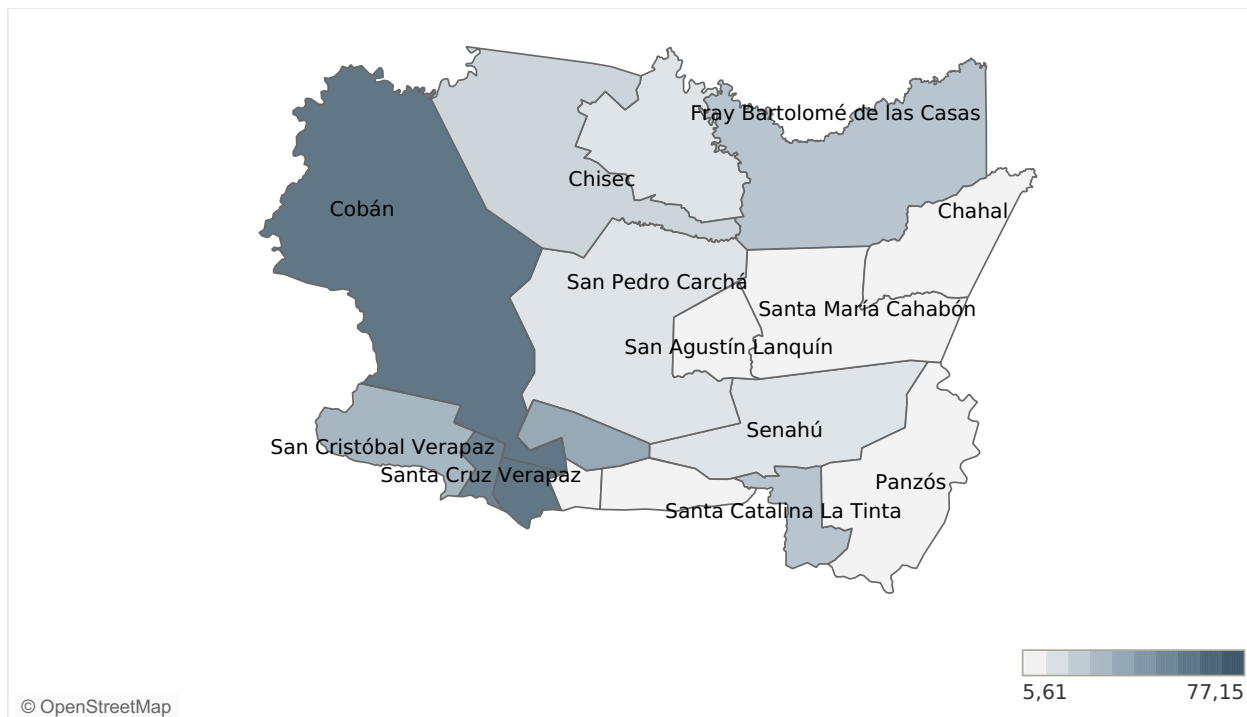 Fray Bartolomé de las Casas
Chisec
Cobán
Chahal
San Pedro Carchá
Santa María Cahabón
San Agustín Lanquín
Senahú
San Cristóbal Verapaz
Santa Cruz Verapaz
Panzós
Santa Catalina La Tinta
5,61 77,15
© OpenStreetMap